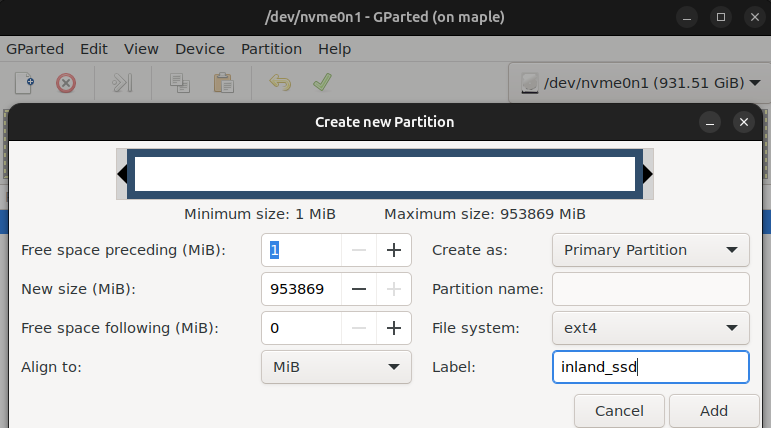 /dev/nvme0n1 - GParted (on maple)
GParted Edit View Device Partition Help
/dev/nvme0n1 (931.51 GiB)
Create new Partition
Minimum size: 1 MiB Maximum size: 953869 MiB
Free space preceding (MiB): 1 Create as: Primary Partition
New size (MiB): 953869 Partition name:
Free space following (MiB): 0 File system: ext4
Align to: MiB Label: inland_ssd
Cancel Add